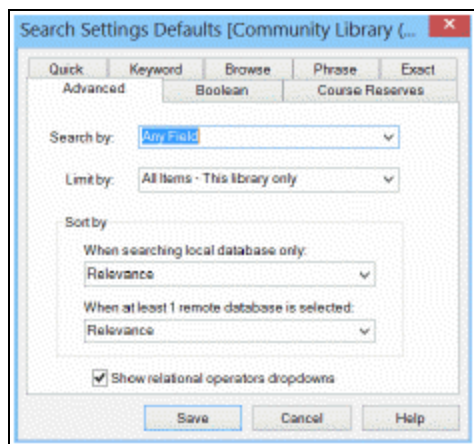 Search Settings Defaults [Community Library (...
Quick Keyword Browse Phrase Exact
Advanced Boolean Course Reserves
Search by: Any Field
Limit by: All Items - This library only
Sort by
When searching local database only:
Relevance
When at least 1 remote database is selected:
Relevance
Show relational operators dropdowns
Save Cancel Help